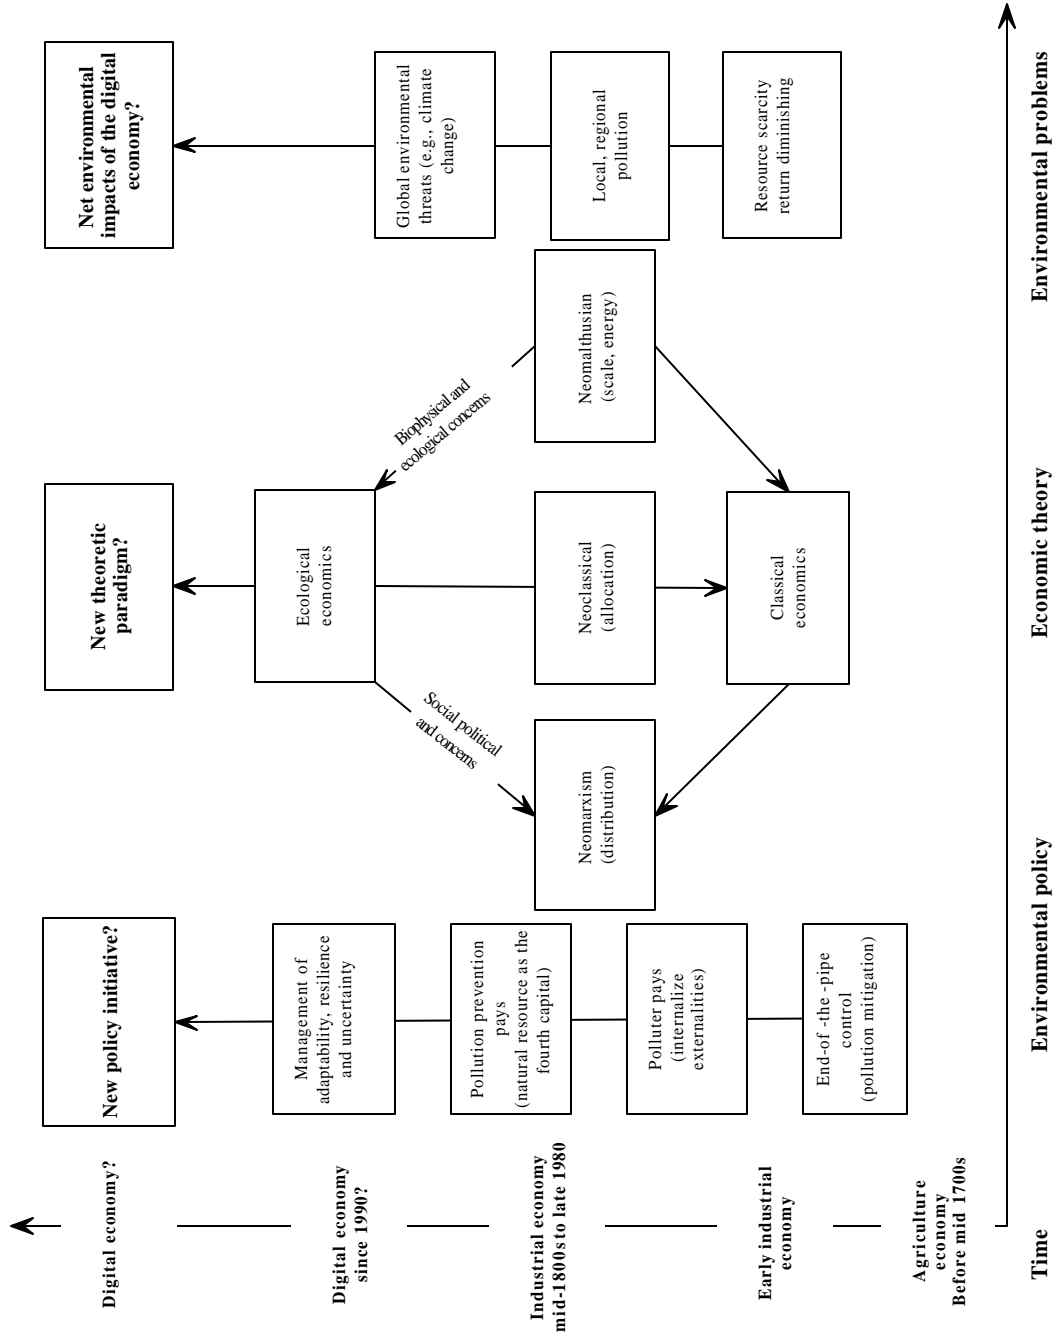 Digital economy?
New policy initiative?
New theoretic
paradigm?
Net environmental
impacts of the digital
economy?
Digital economy
since 1990?
Management of
adaptability, resilience
and uncertainty
Ecological
economics
Social political
and concerns
Biophysical and
ecological concerns
Global environmental
threats (e.g., climate
change)
Industrial economy
mid-1800s to late 1980
Pollution prevention
pays
(natural resource as the
fourth capital)
Neomarxism
(distribution)
Neoclassical
(allocation)
Neomalthusian
(scale, energy)
Local, regional
pollution
Early industrial
economy
Polluter pays
(internalize
externalities)
Classical
economics
Resource scarcity
return diminishing
Agriculture
economy
Before mid 1700s
End-of -the -pipe
control
(pollution mitigation)
Time
Environmental policy
Economic theory
Environmental problems